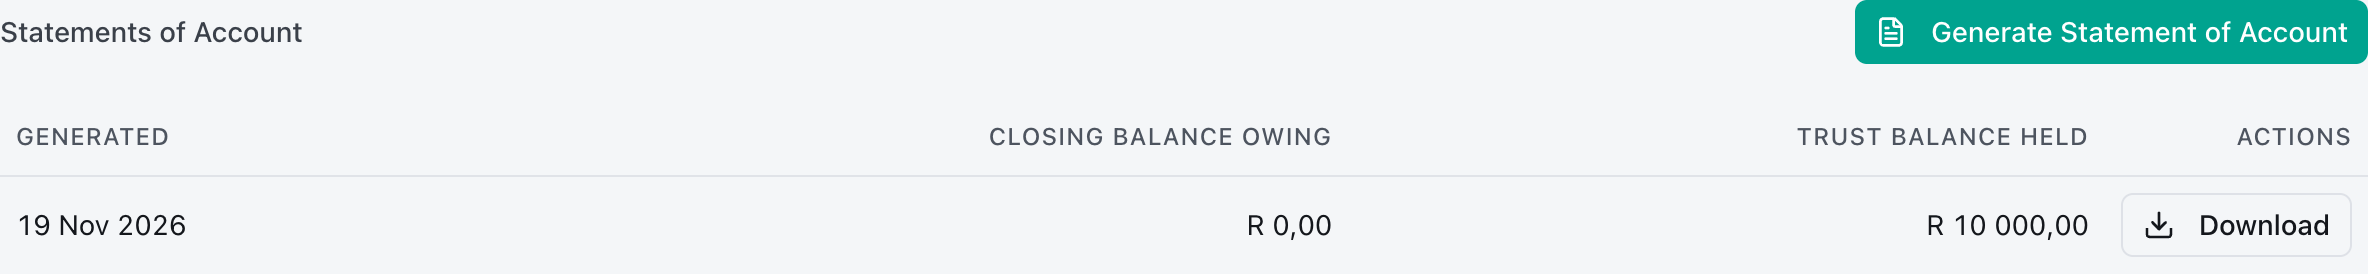 Statements of Account
Generate Statement of Account
GENERATED CLOSING BALANCE OWING TRUST BALANCE HELD ACTIONS
19 Nov 2026 R 0,00 R 10 000,00 Download